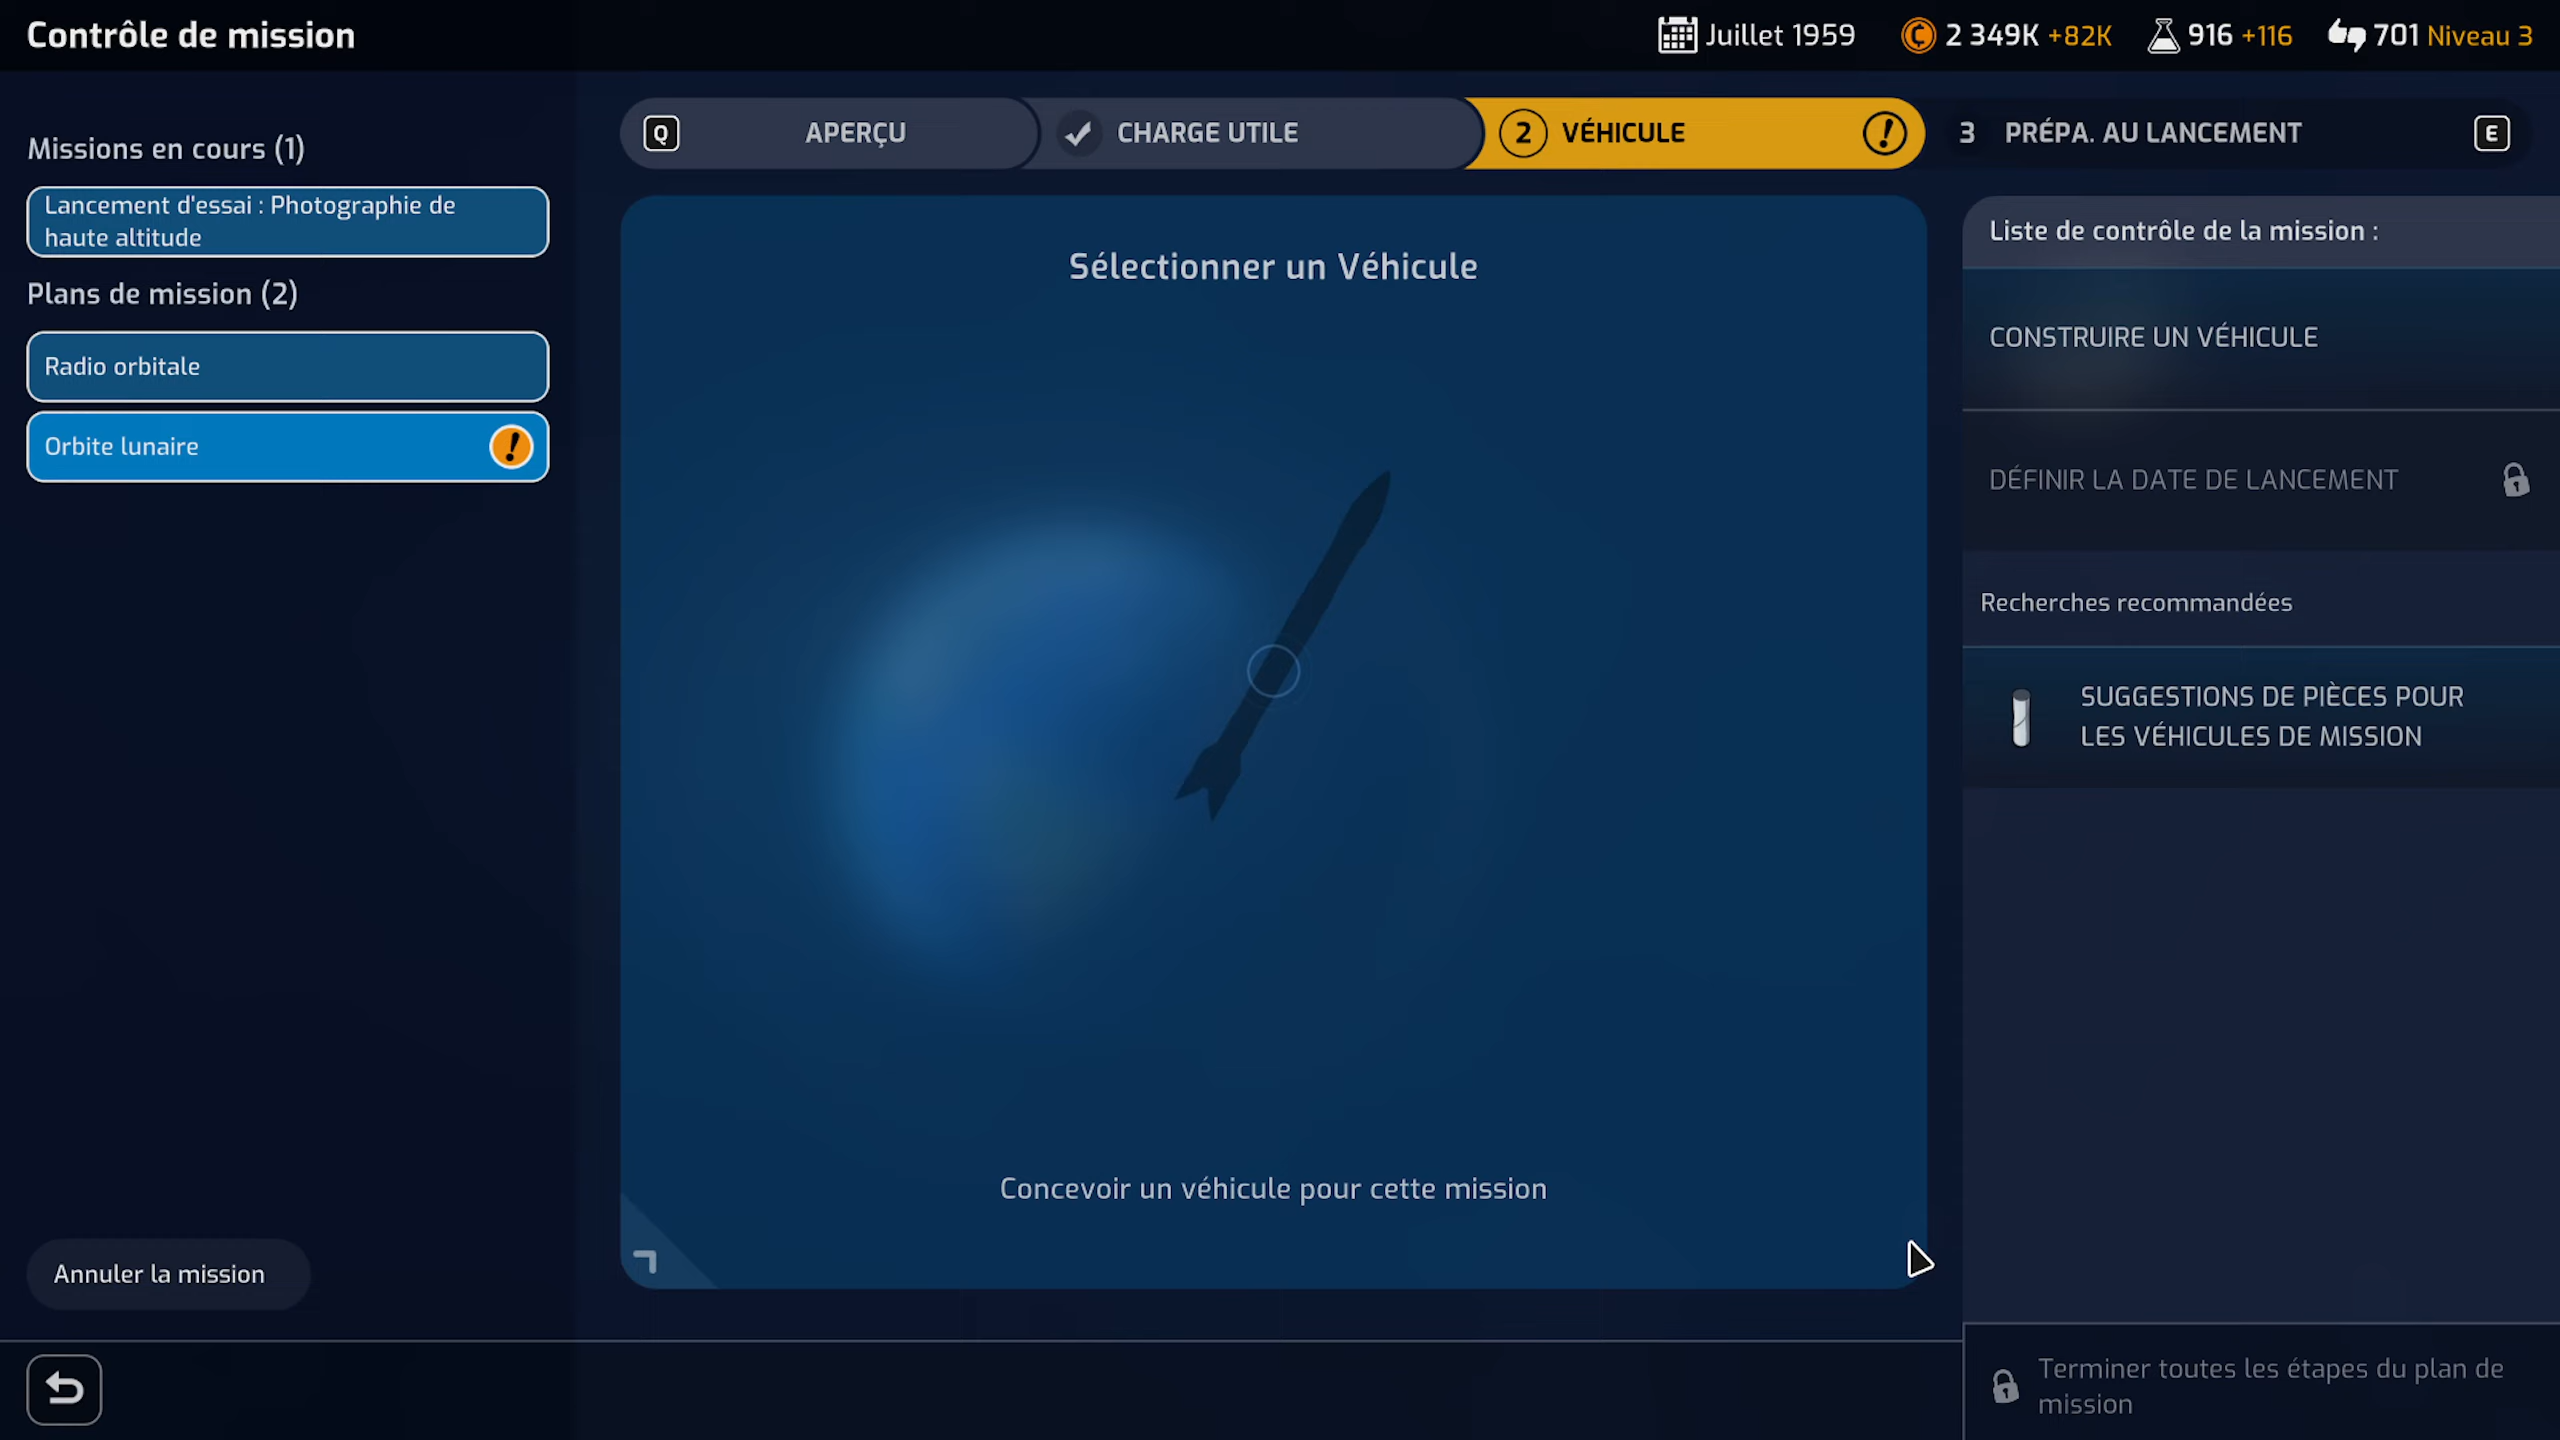 Contrôle de mission
Juillet 1959
2 349K +82K
916 +116
701 Niveau 3
Missions en cours (1)
Lancement d'essai : Photographie de
haute altitude
Plans de mission (2)
Radio orbitale
Orbite lunaire
!
Annuler la mission
Q
APERÇU
CHARGE UTILE
2
VÉHICULE
!
3
PRÉPA. AU LANCEMENT
E
Sélectionner un Véhicule
Concevoir un véhicule pour cette mission
Liste de contrôle de la mission :
CONSTRUIRE UN VÉHICULE
DÉFINIR LA DATE DE LANCEMENT
Recherches recommandées
SUGGESTIONS DE PIÈCES POUR
LES VÉHICULES DE MISSION
Terminer toutes les étapes du plan de
mission